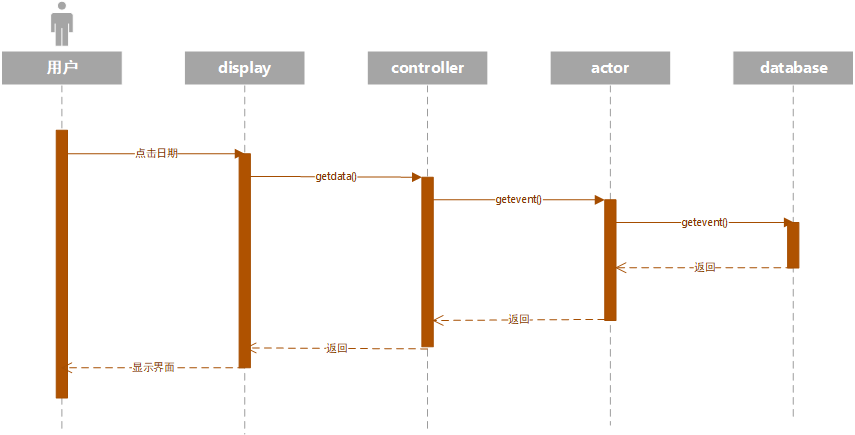 用户
display
controller
actor
database
点击日期
getdata()
getevent()
getevent()
返回
返回
返回
显示界面